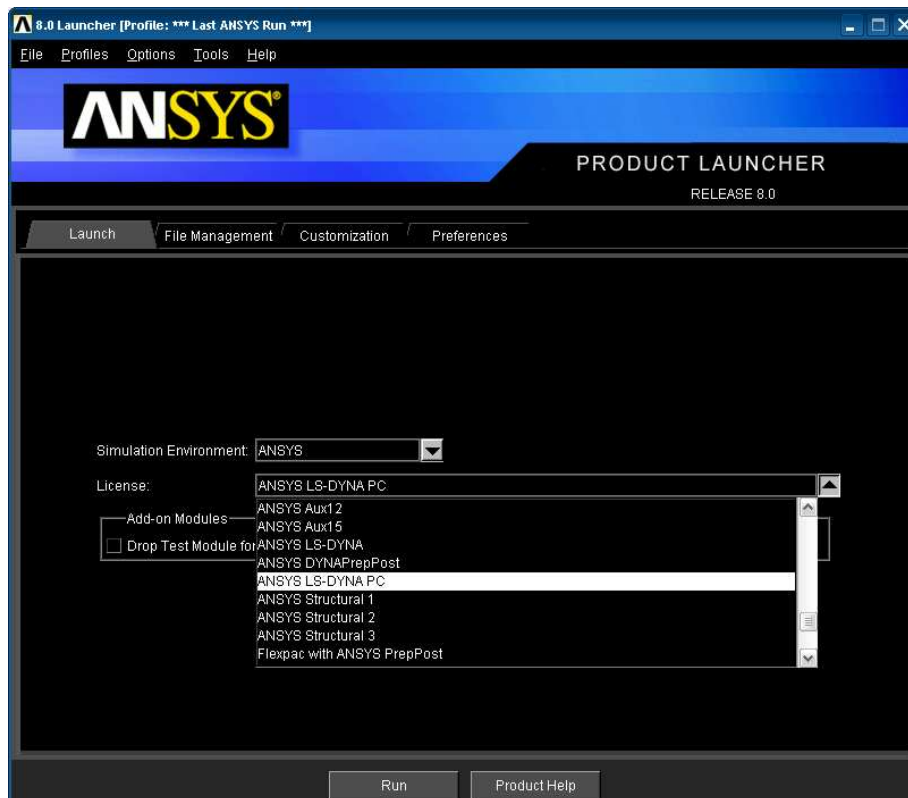 8.0 Launcher [Profile: *** Last ANSYS Run ***]
File Profiles Options Tools Help
ANSYS®
PRODUCT LAUNCHER
RELEASE 8.0
Launch File Management Customization Preferences
Simulation Environment: ANSYS
License: ANSYS LS-DYNA PC
ANSYS Aux12
Add-on Modules
ANSYS Aux15
Drop Test Module for
ANSYS LS-DYNA
ANSYS DYNAPrepPost
ANSYS LS-DYNA PC
ANSYS Structural 1
ANSYS Structural 2
ANSYS Structural 3
Flexpac with ANSYS PrepPost
Run Product Help